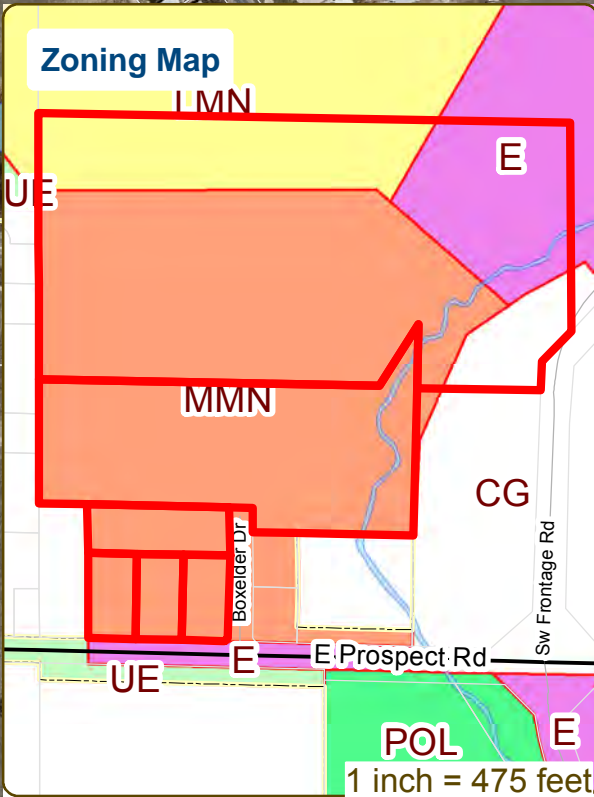 Zoning Map
LMN
E
UE
MMN
CG
Boxelder Dr
Sw Frontage Rd
E Prospect Rd
E
UE
POL
E
1 inch = 475 feet